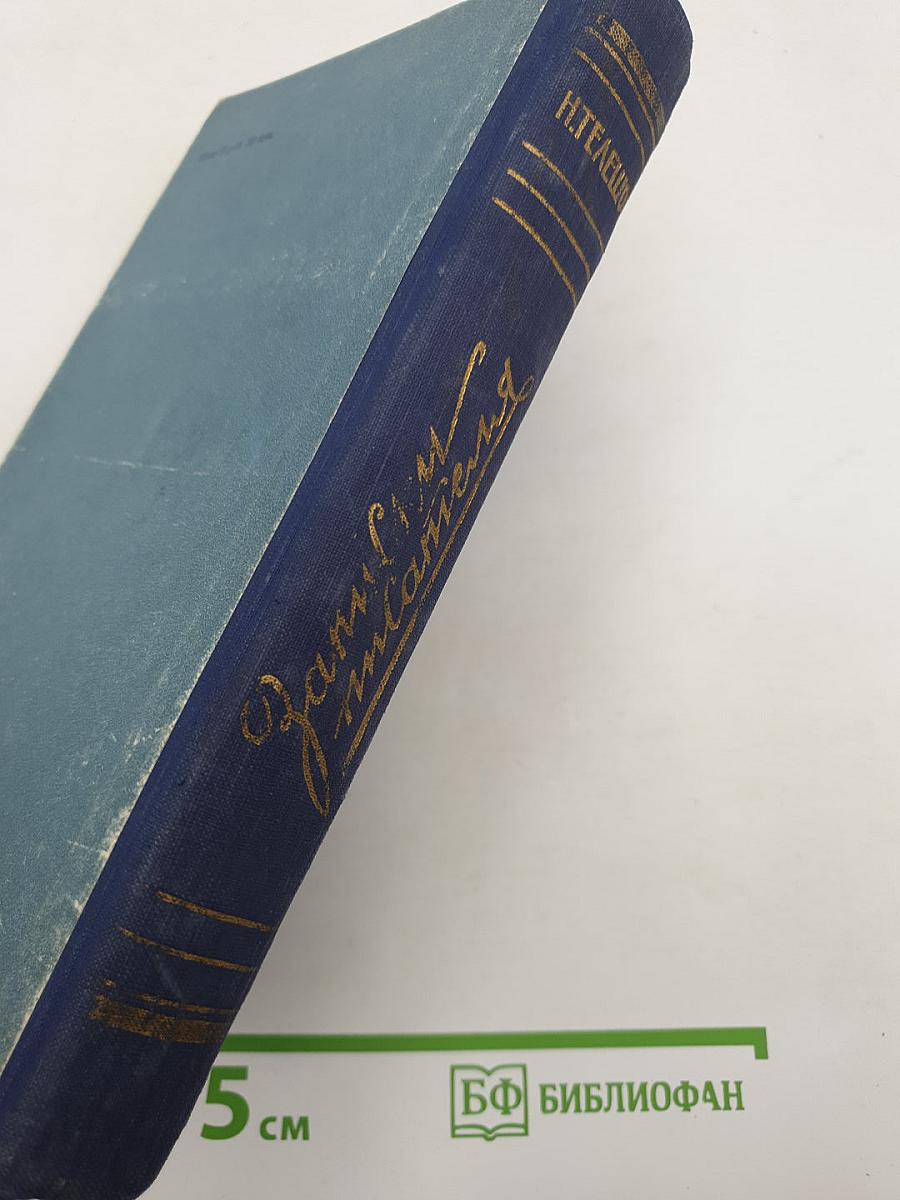 Н.ТЕЛЕШО
Записки
писателя
5 см
БФ БИБЛИОФАН